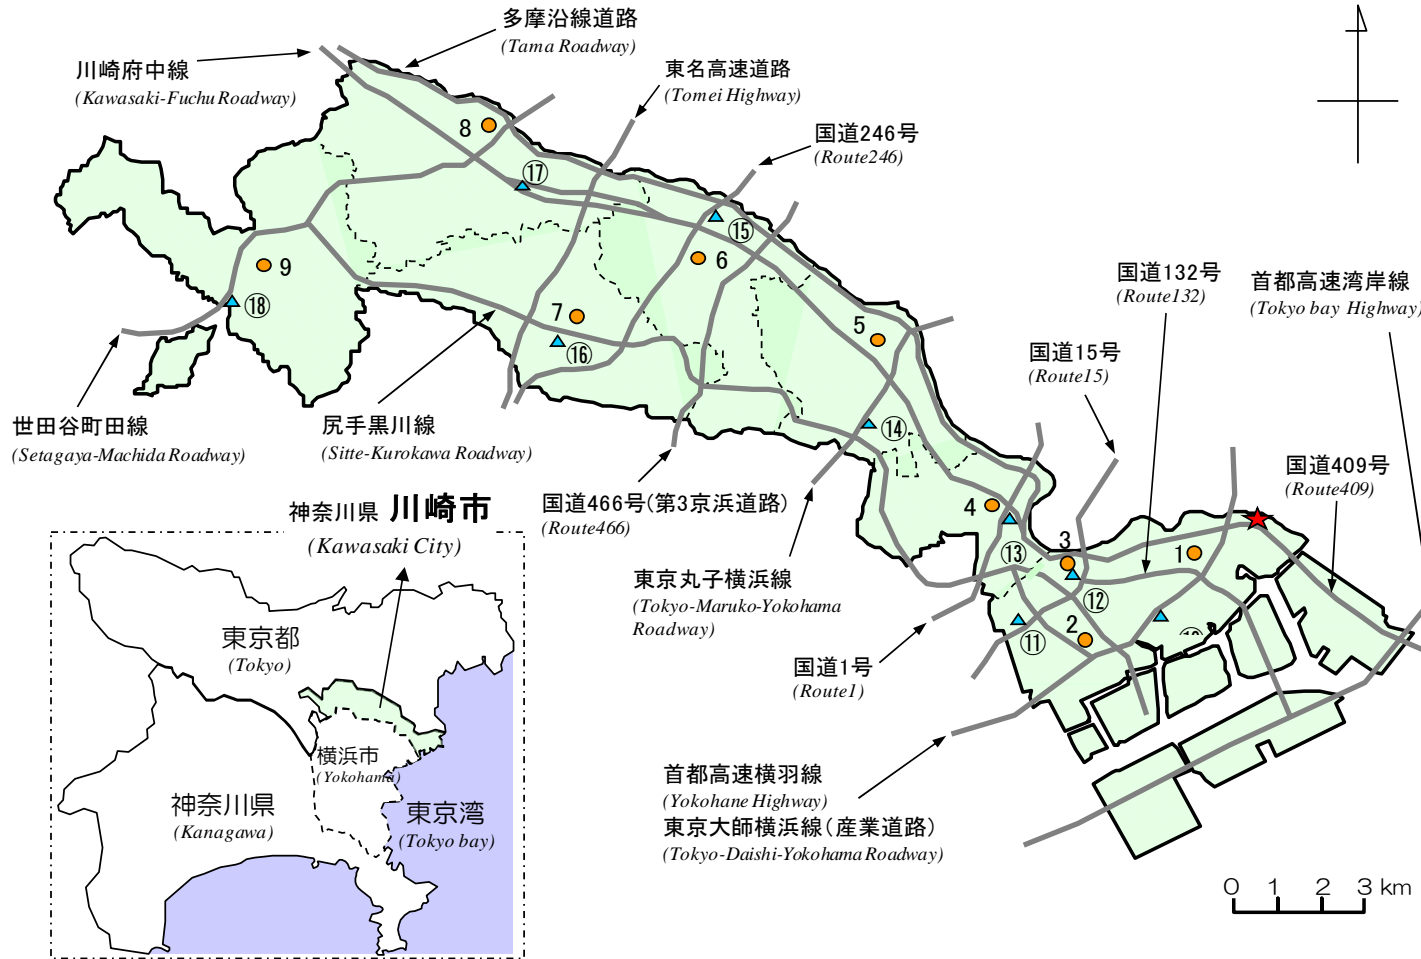 多摩沿線道路
(Tama Roadway)
川崎府中線
(Kawasaki-Fuchu Roadway)
東名高速道路
(Tomei Highway)
国道246号
(Route246)
国道132号
(Route132)
首都高速湾岸線
(Tokyo bay Highway)
国道15号
(Route15)
国道409号
(Route409)
8
⑰
⑮
6
9
⑱
7
⑯
5
⑭
4
⑬
3
1
⑫
⑪
2
世田谷町田線
(Setagaya-Machida Roadway)
尻手黒川線
(Sitte-Kurokawa Roadway)
国道466号(第3京浜道路)
(Route466)
東京丸子横浜線
(Tokyo-Maruko-Yokohama
Roadway)
国道1号
(Route1)
首都高速横羽線
(Yokohane Highway)
東京大師横浜線(産業道路)
(Tokyo-Daishi-Yokohama Roadway)
神奈川県 川崎市
(Kawasaki City)
東京都
(Tokyo)
横浜市
(Yokohama)
神奈川県
(Kanagawa)
東京湾
(Tokyo bay)
0 1 2 3 km